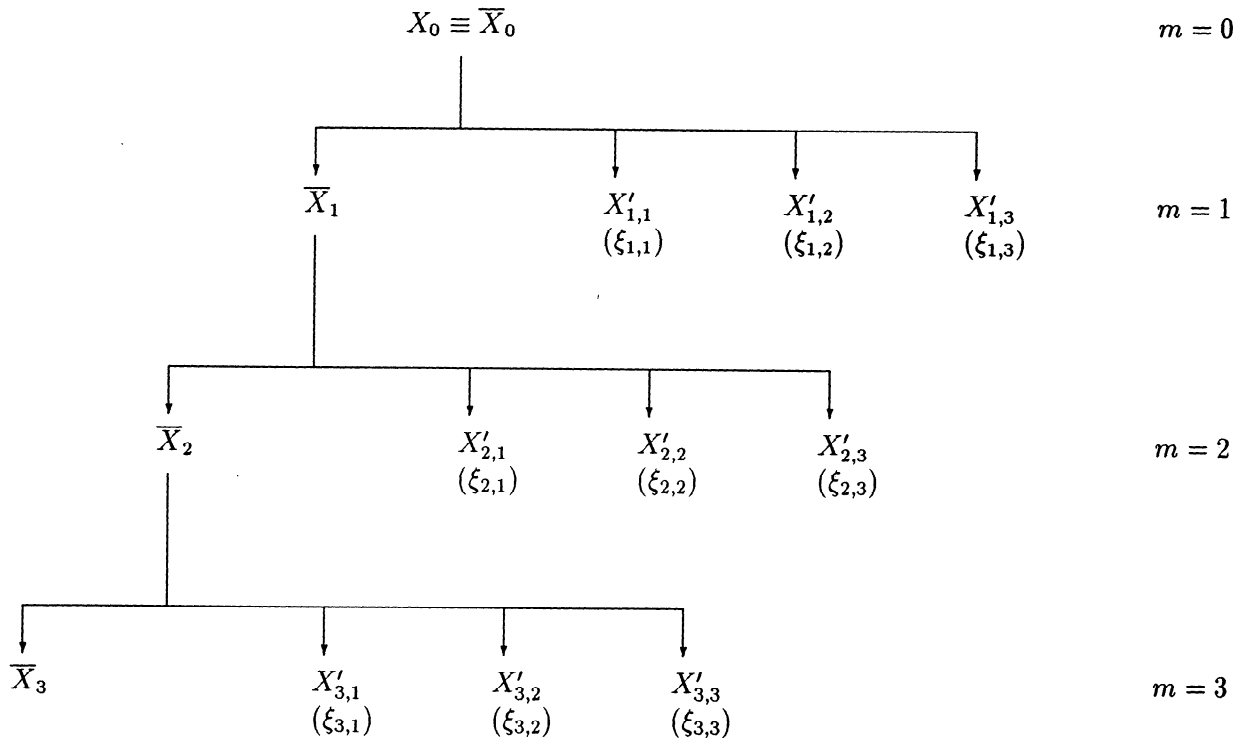 X₀ ≡ X̅₀ m = 0
X̅₁ X′₁,₁ X′₁,₂ X′₁,₃ m = 1
(ξ₁,₁) (ξ₁,₂) (ξ₁,₃)
X̅₂ X′₂,₁ X′₂,₂ X′₂,₃ m = 2
(ξ₂,₁) (ξ₂,₂) (ξ₂,₃)
X̅₃ X′₃,₁ X′₃,₂ X′₃,₃ m = 3
(ξ₃,₁) (ξ₃,₂) (ξ₃,₃)